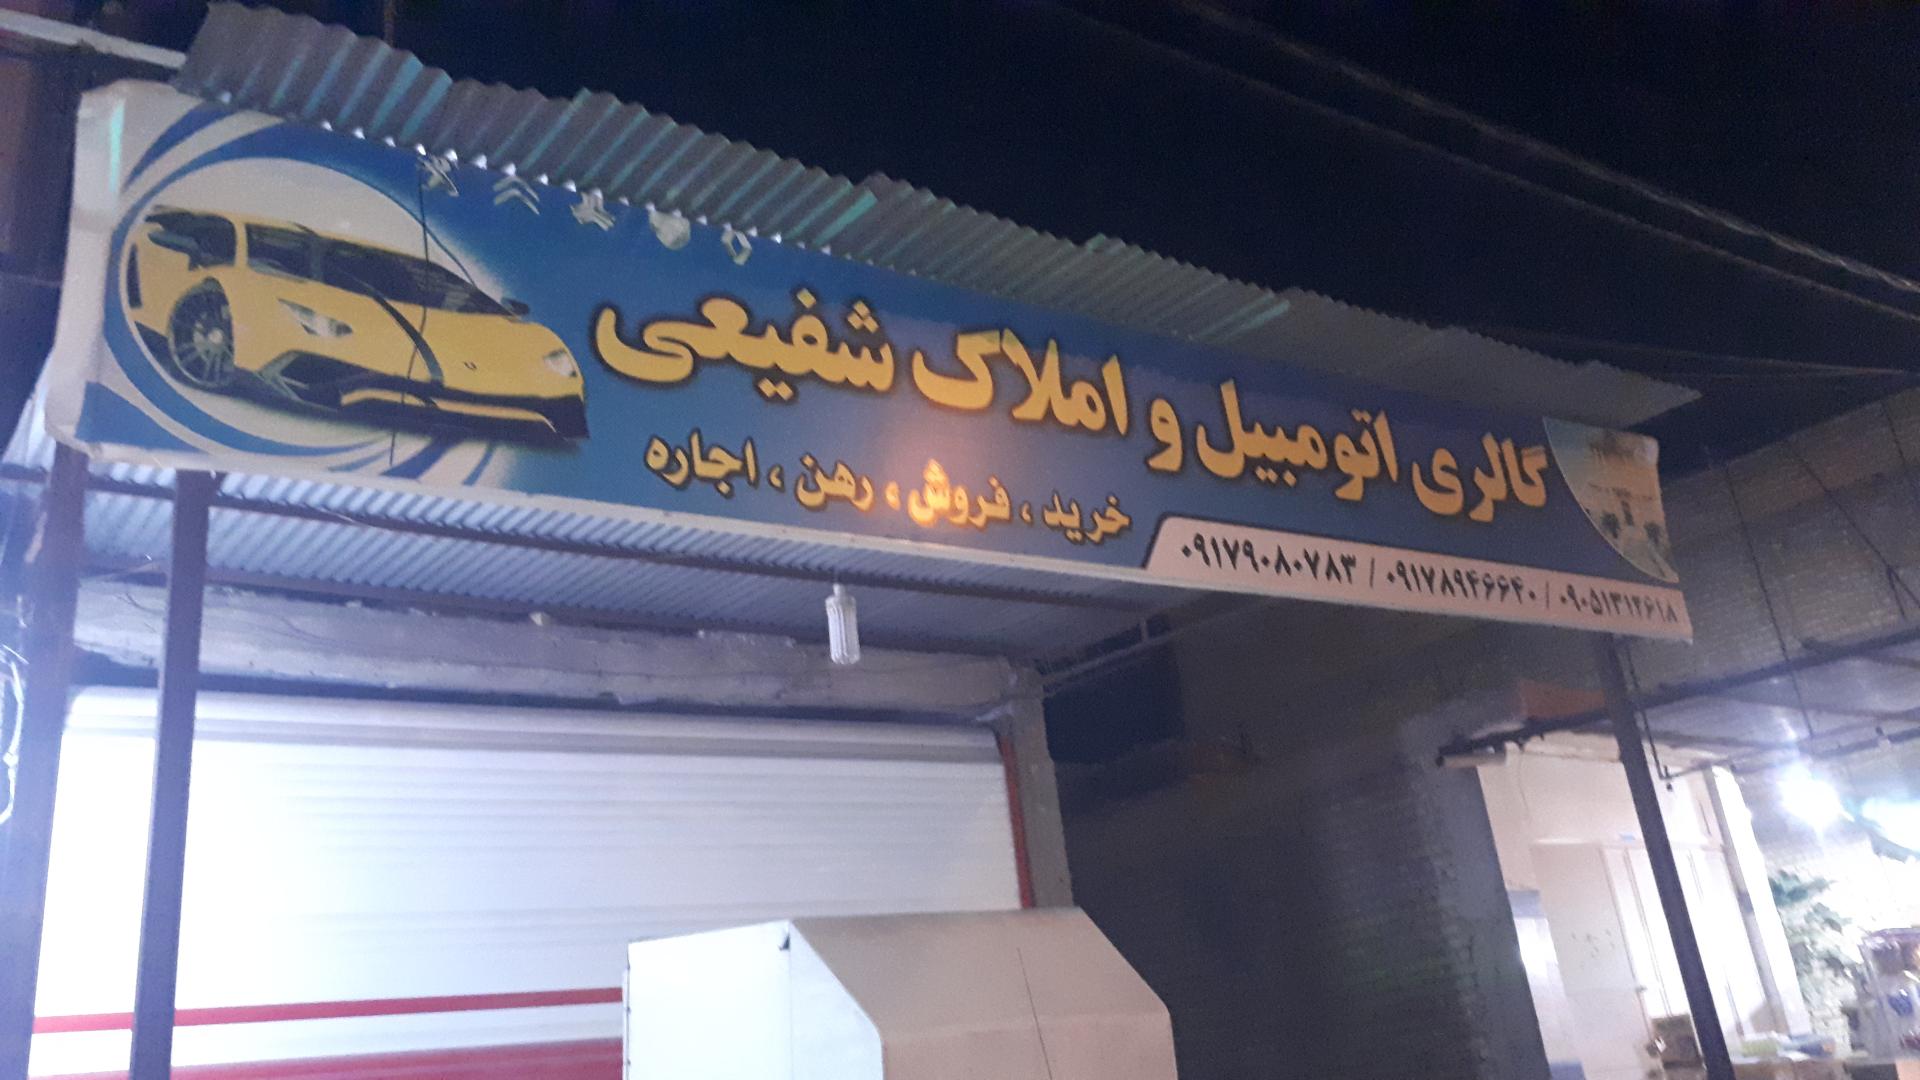 گالری اتومبیل و املاک شفیعی
خرید ، فروش ، رهن ، اجاره
۰۹۱۷۹۰۸۰۷۸۳ / ۰۹۱۷۸۹۴۶۶۴۰ / ۰۹۰۵۱۳۱۲۶۱۸